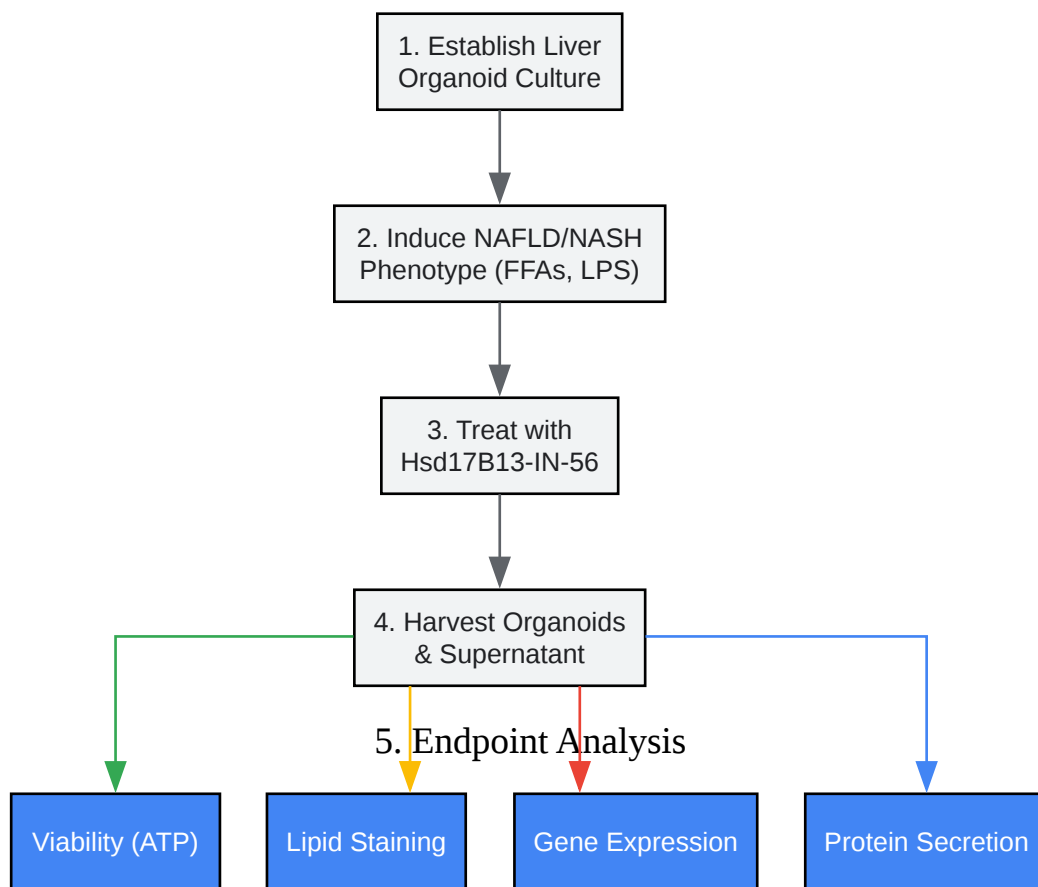 1. Establish Liver
Organoid Culture
2. Induce NAFLD/NASH
Phenotype (FFAs, LPS)
3. Treat with
Hsd17B13-IN-56
4. Harvest Organoids
& Supernatant
5. Endpoint Analysis
Viability (ATP)
Lipid Staining
Gene Expression
Protein Secretion